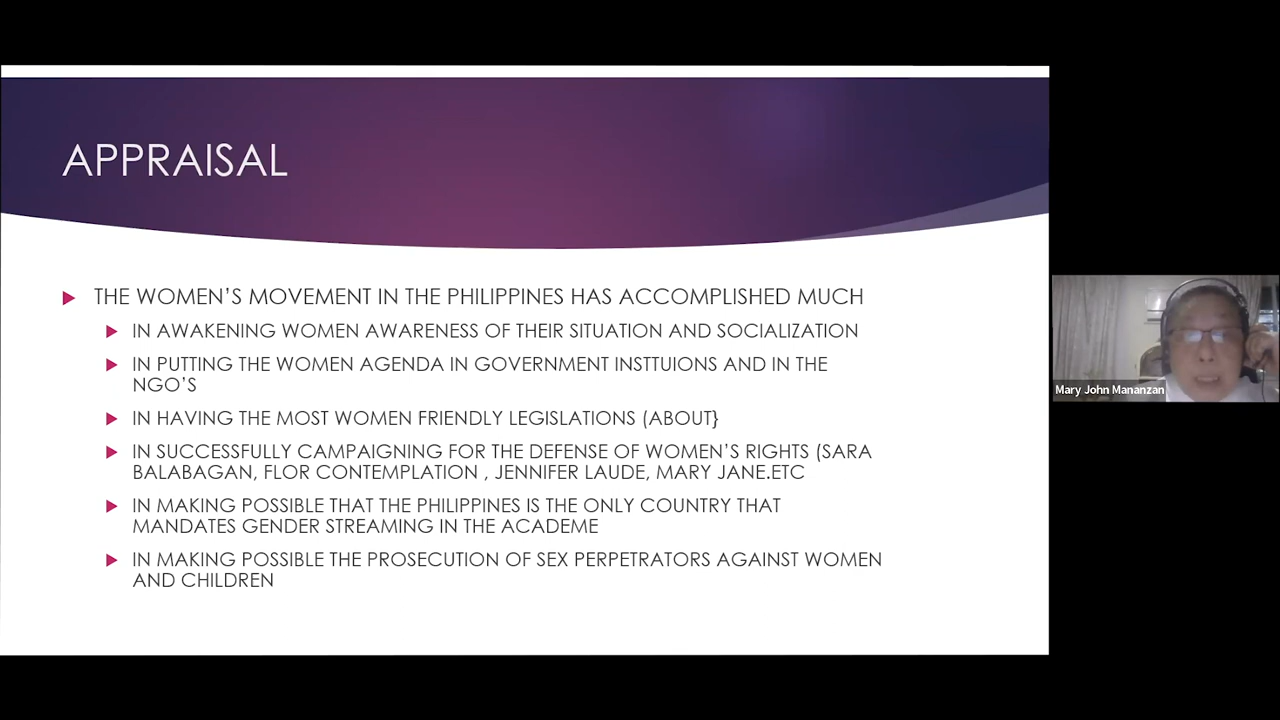 APPRAISAL
THE WOMEN'S MOVEMENT IN THE PHILIPPINES HAS ACCOMPLISHED MUCH
IN AWAKENING WOMEN AWARENESS OF THEIR SITUATION AND SOCIALIZATION
IN PUTTING THE WOMEN AGENDA IN GOVERNMENT INSTTUIONS AND IN THE
NGO'S
IN HAVING THE MOST WOMEN FRIENDLY LEGISLATIONS (ABOUT}
IN SUCCESSFULLY CAMPAIGNING FOR THE DEFENSE OF WOMEN'S RIGHTS (SARA
BALABAGAN, FLOR CONTEMPLATION , JENNIFER LAUDE, MARY JANE.ETC
IN MAKING POSSIBLE THAT THE PHILIPPINES IS THE ONLY COUNTRY THAT
MANDATES GENDER STREAMING IN THE ACADEME
IN MAKING POSSIBLE THE PROSECUTION OF SEX PERPETRATORS AGAINST WOMEN
AND CHILDREN
Mary John Mananzan